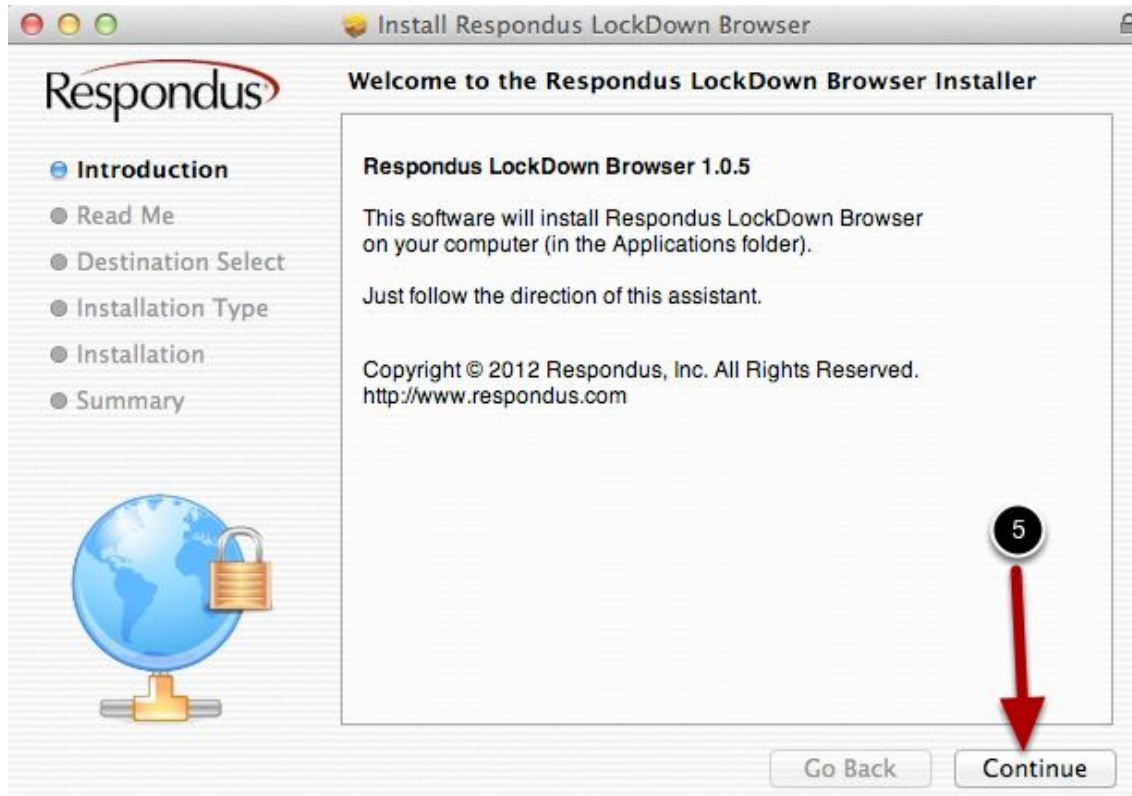 Install Respondus LockDown Browser
Respondus
Welcome to the Respondus LockDown Browser Installer
Introduction
Read Me
Destination Select
Installation Type
Installation
Summary
Respondus LockDown Browser 1.0.5
This software will install Respondus LockDown Browser
on your computer (in the Applications folder).
Just follow the direction of this assistant.
Copyright © 2012 Respondus, Inc. All Rights Reserved.
http://www.respondus.com
5
Go Back
Continue